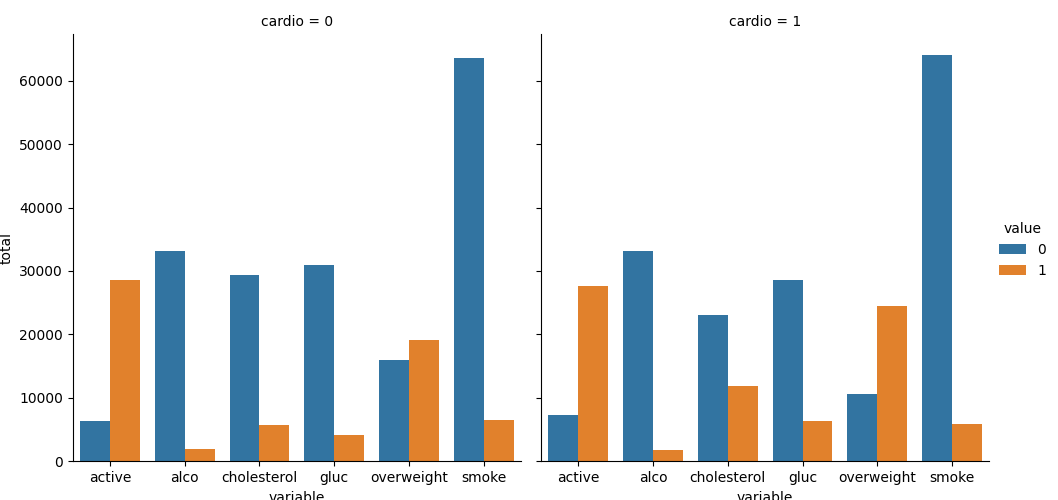 cardio = 0
cardio = 1
60000
50000
40000
30000
20000
10000
0
total
active alco cholesterol gluc overweight smoke
variable
active alco cholesterol gluc overweight smoke
variable
value
0
1